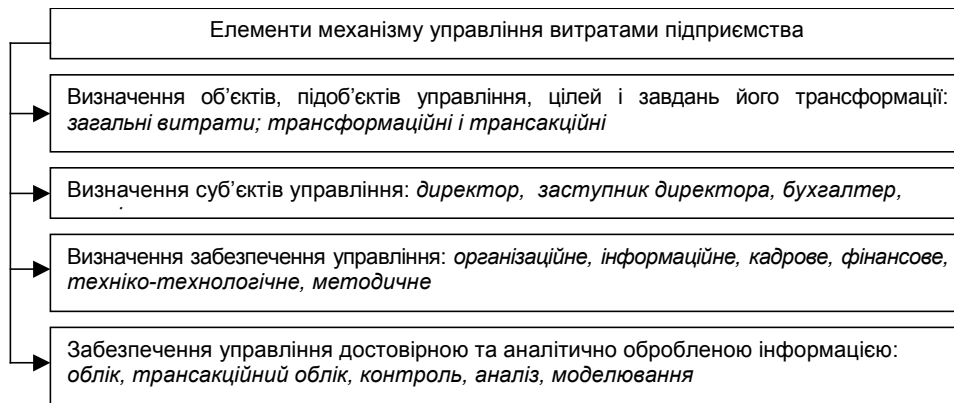 Елементи механізму управління витратами підприємства
Визначення об’єктів, підоб’єктів управління, цілей і завдань його трансформації:
загальні витрати; трансформаційні і трансакційні
Визначення суб’єктів управління: директор, заступник директора, бухгалтер,
Визначення забезпечення управління: організаційне, інформаційне, кадрове, фінансове,
техніко-технологічне, методичне
Забезпечення управління достовірною та аналітично обробленою інформацією:
облік, трансакційний облік, контроль, аналіз, моделювання